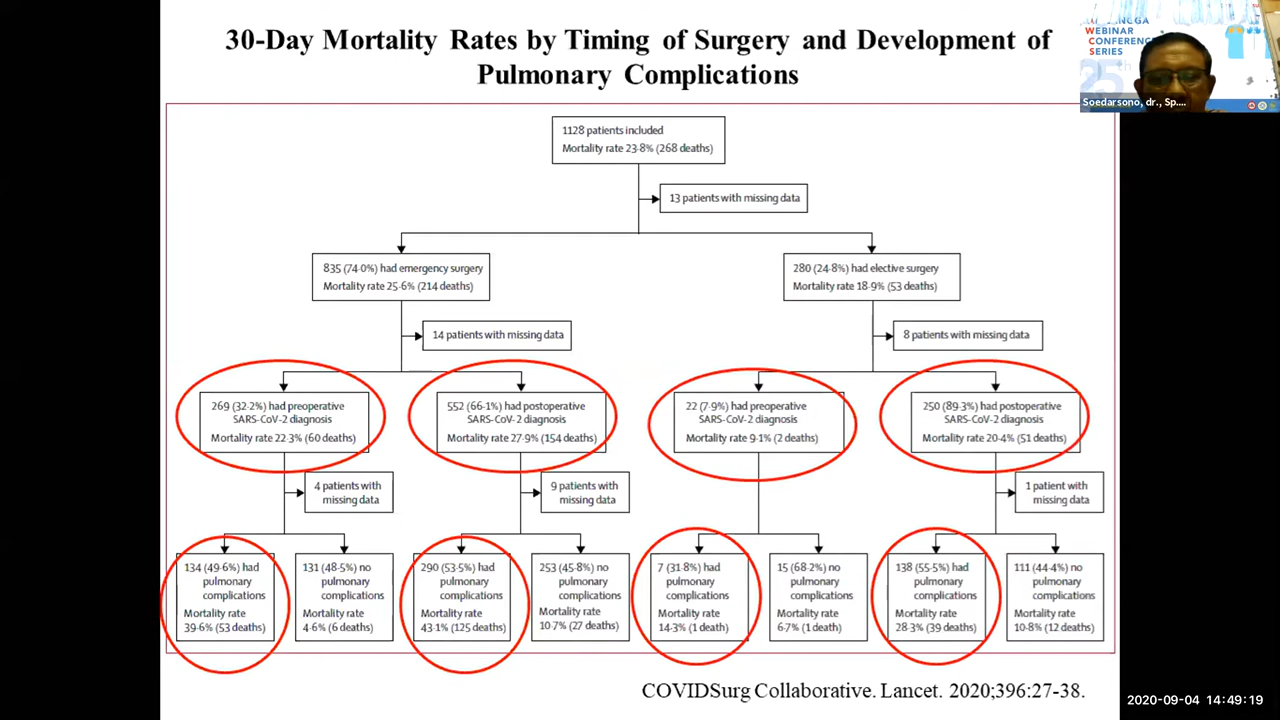 30-Day Mortality Rates by Timing of Surgery and Development of
Pulmonary Complications
WEBINAR
CONFERENCE
SERIES
25th
Soedarsono, dr., Sp....
1128 patients included
Mortality rate 23·8% (268 deaths)
13 patients with missing data
835 (74·0%) had emergency surgery
Mortality rate 25·6% (214 deaths)
280 (24·8%) had elective surgery
Mortality rate 18·9% (53 deaths)
14 patients with missing data
8 patients with missing data
269 (32·2%) had preoperative
SARS-CoV-2 diagnosis
Mortality rate 22·3% (60 deaths)
552 (66·1%) had postoperative
SARS-CoV-2 diagnosis
Mortality rate 27·9% (154 deaths)
22 (7·9%) had preoperative
SARS-CoV-2 diagnosis
Mortality rate 9·1% (2 deaths)
250 (89·3%) had postoperative
SARS-CoV-2 diagnosis
Mortality rate 20·4% (51 deaths)
4 patients with
missing data
9 patients with
missing data
1 patient with
missing data
134 (49·6%) had
pulmonary
complications
Mortality rate
39·6% (53 deaths)
131 (48·5%) no
pulmonary
complications
Mortality rate
4·6% (6 deaths)
290 (53·5%) had
pulmonary
complications
Mortality rate
43·1% (125 deaths)
253 (45·8%) no
pulmonary
complications
Mortality rate
10·7% (27 deaths)
7 (31·8%) had
pulmonary
complications
Mortality rate
14·3% (1 death)
15 (68·2%) no
pulmonary
complications
Mortality rate
6·7% (1 death)
138 (55·5%) had
pulmonary
complications
Mortality rate
28·3% (39 deaths)
111 (44·4%) no
pulmonary
complications
Mortality rate
10·8% (12 deaths)
COVIDSurg Collaborative. Lancet. 2020;396:27-38.
2020-09-04 14:49:19